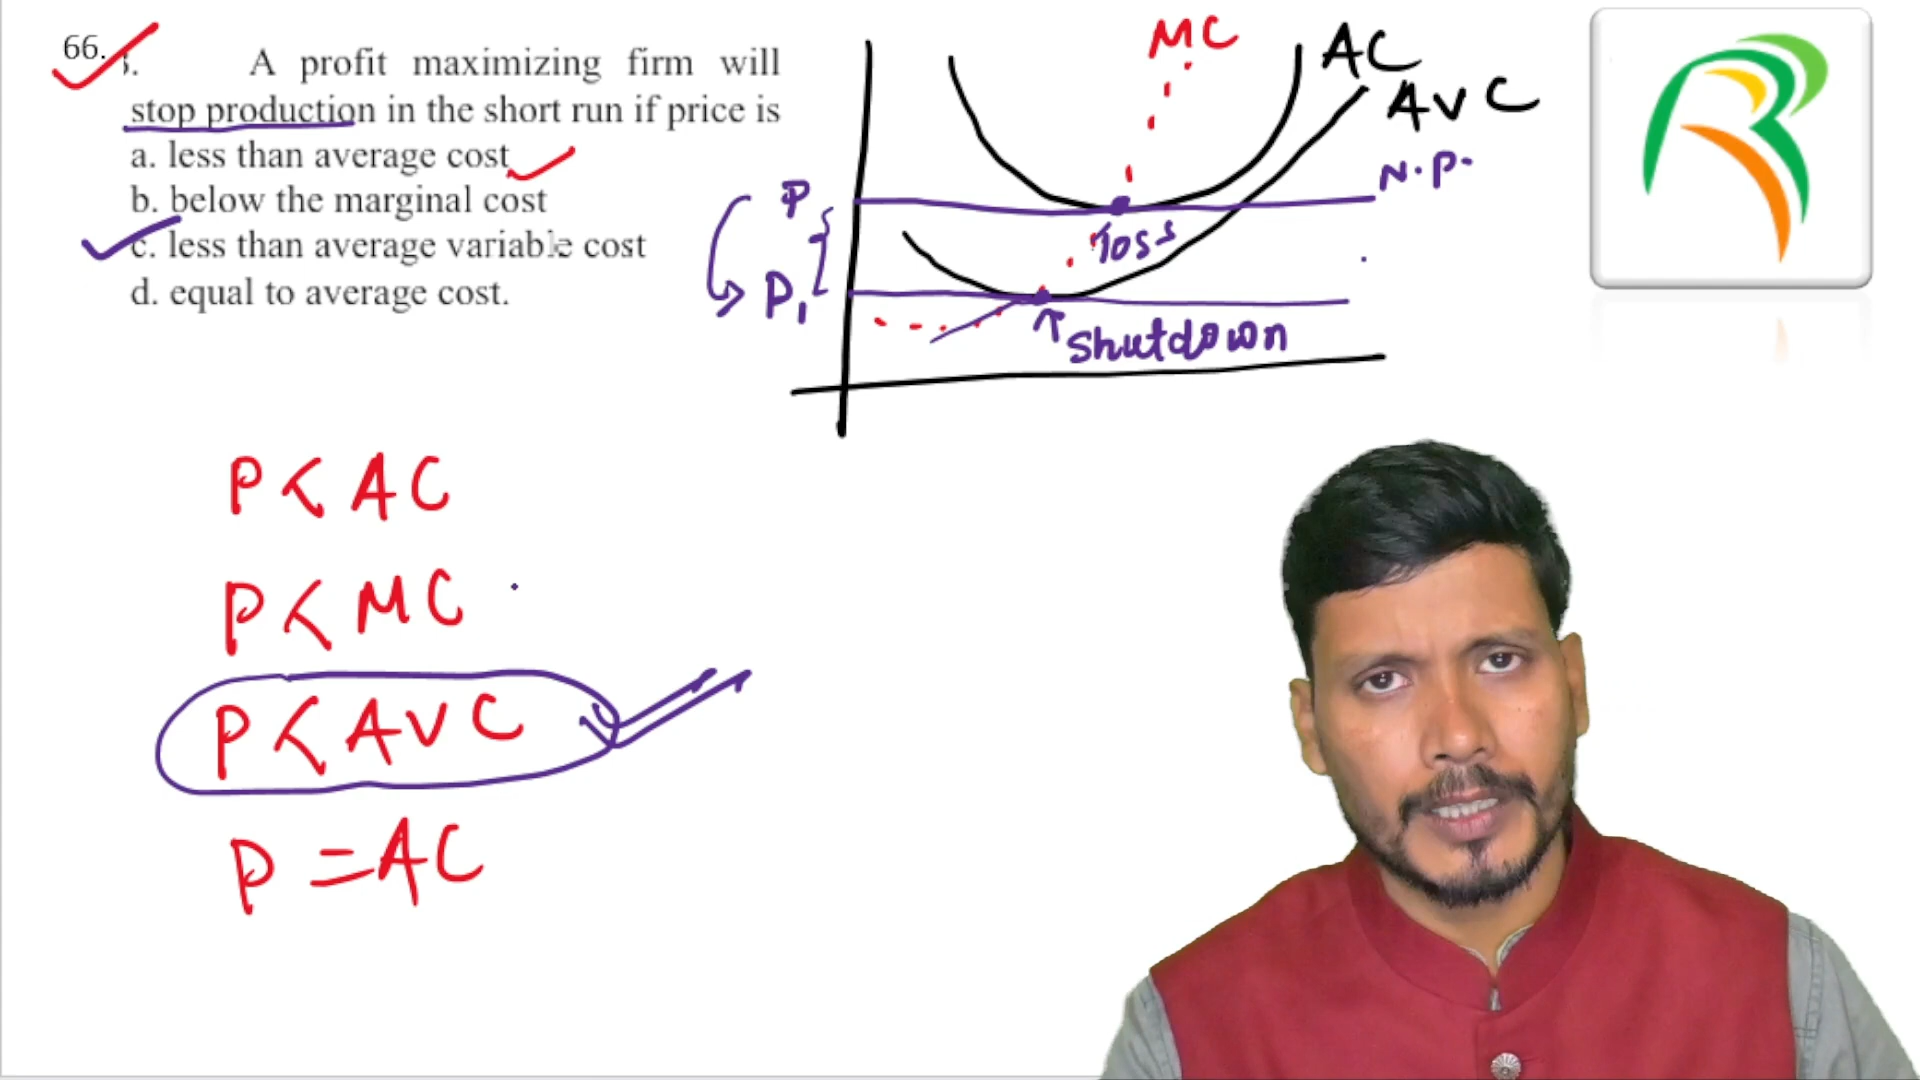 66.
A profit maximizing firm will
stop production in the short run if price is
a. less than average cost
b. below the marginal cost
c. less than average variable cost
d. equal to average cost.
MC
AC
AVC
N.P.
P
Loss
P1
Shutdown
P < AC
P < MC
P < AVC
P = AC